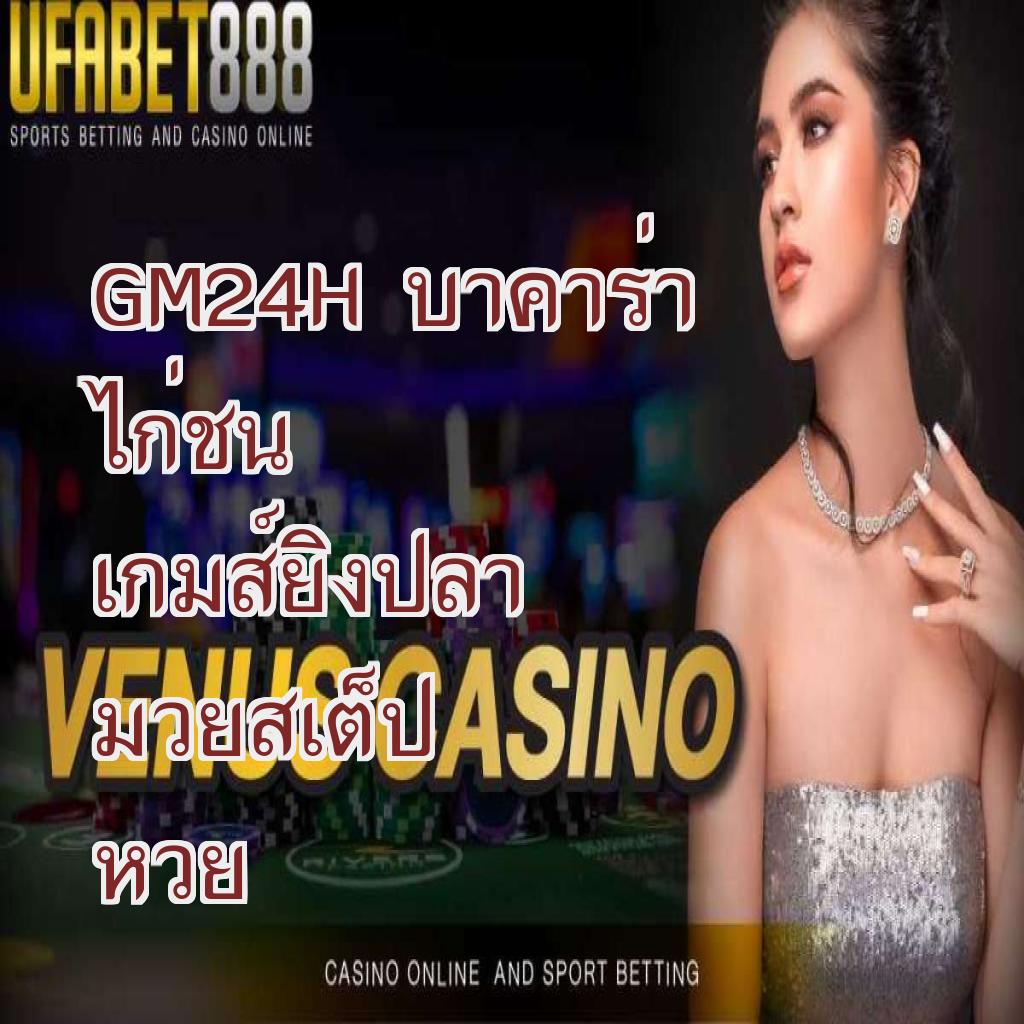 UFABET888
SPORTS BETTING AND CASINO ONLINE
GM24H บาคาร่า
ไก่ชน
เกมส์ยิงปลา
VENUS CASINO
มวยสเต็ป
หวย
CASINO ONLINE AND SPORT BETTING